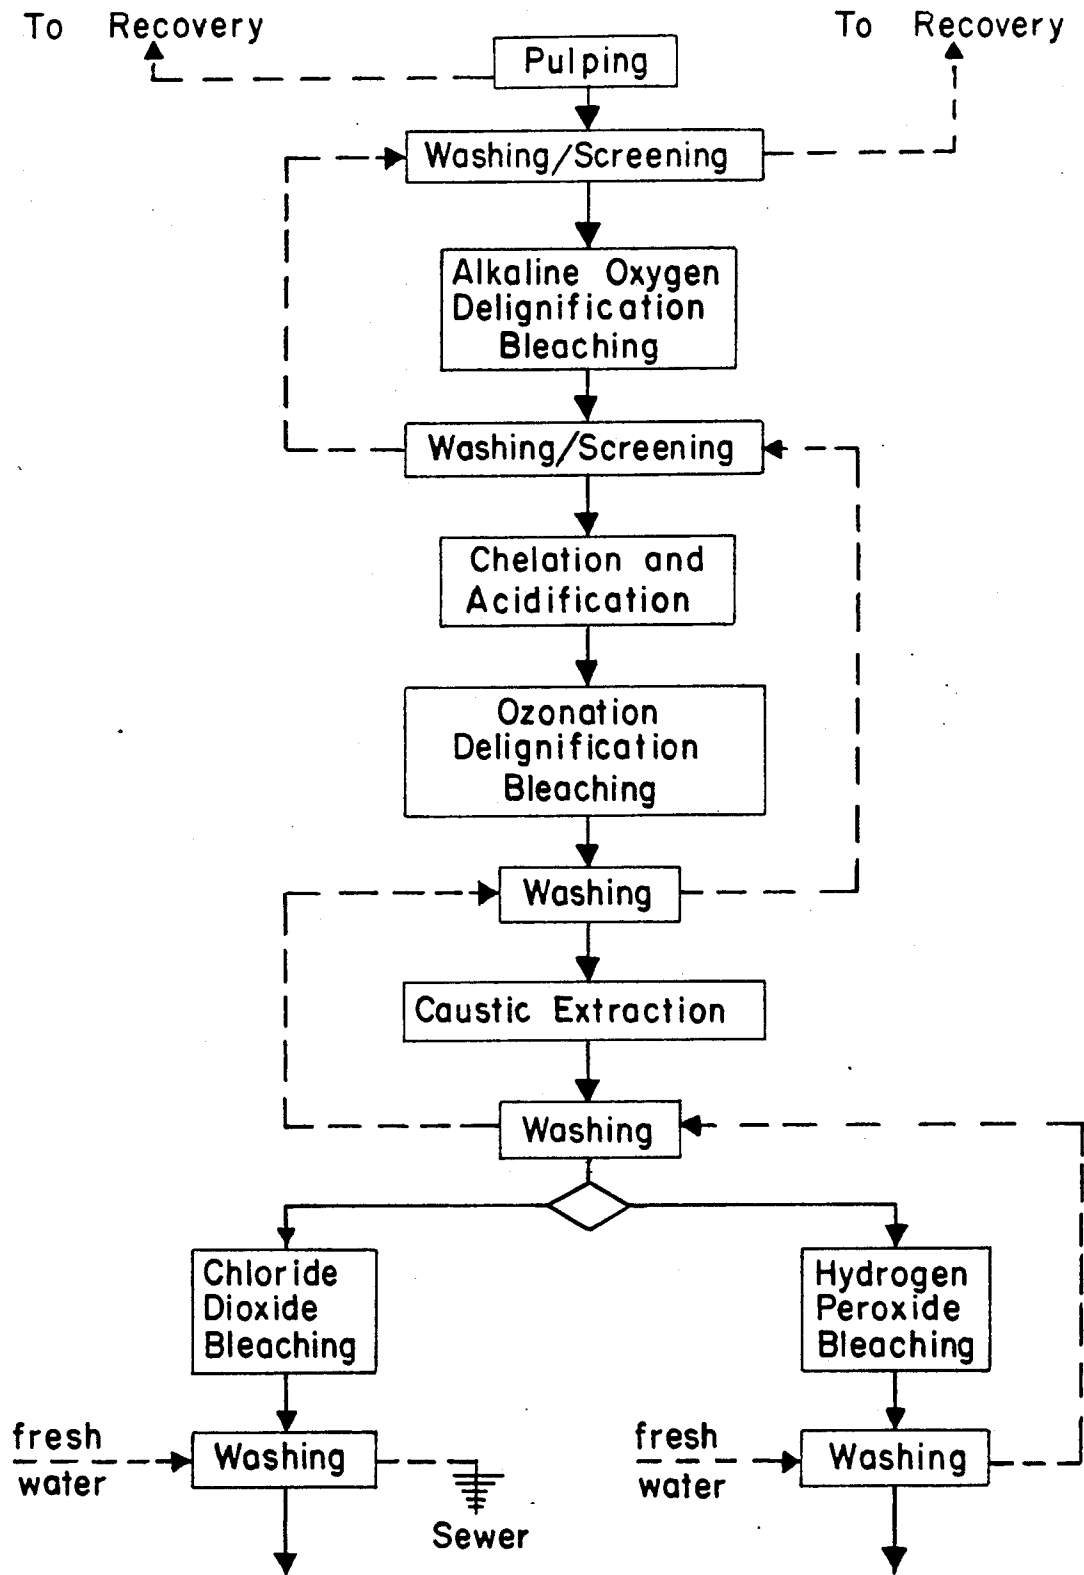 To Recovery
To Recovery
Pulping
Washing/Screening
Alkaline Oxygen
Delignification
Bleaching
Washing/Screening
Chelation and
Acidification
Ozonation
Delignification
Bleaching
Washing
Caustic Extraction
Washing
Chloride
Dioxide
Bleaching
Hydrogen
Peroxide
Bleaching
fresh
water
Washing
Sewer
fresh
water
Washing